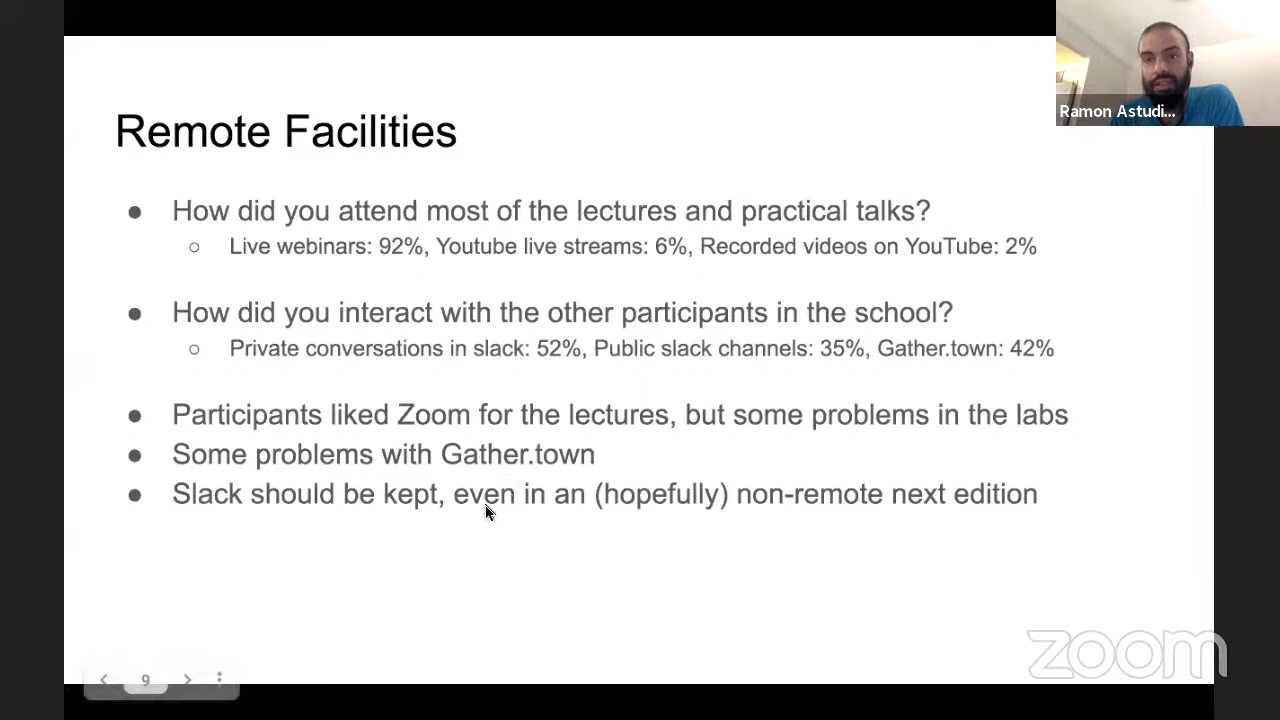 Ramon Astudi...
Remote Facilities
● How did you attend most of the lectures and practical talks?
○ Live webinars: 92%, Youtube live streams: 6%, Recorded videos on YouTube: 2%
● How did you interact with the other participants in the school?
○ Private conversations in slack: 52%, Public slack channels: 35%, Gather.town: 42%
● Participants liked Zoom for the lectures, but some problems in the labs
● Some problems with Gather.town
● Slack should be kept, even in an (hopefully) non-remote next edition
zoom
9